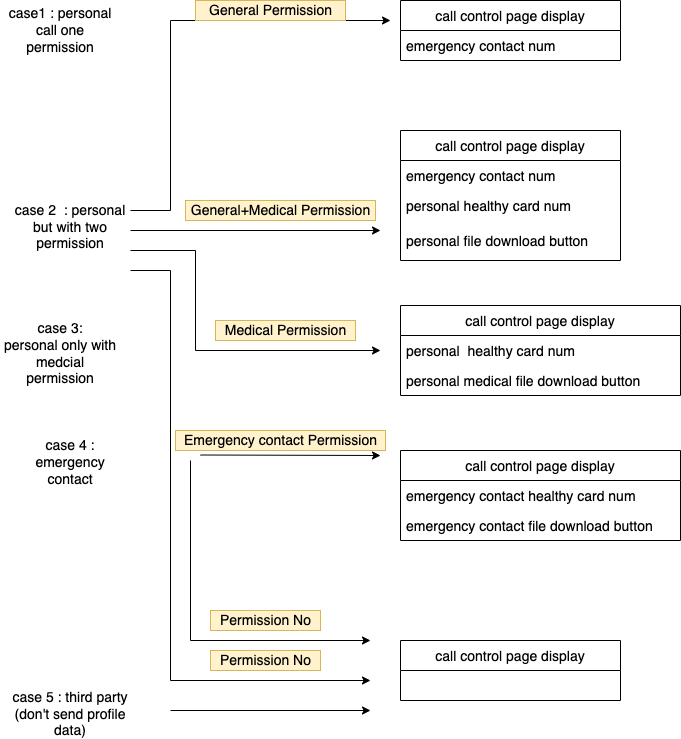 case1 : personal
call one
permission
General Permission
call control page display
emergency contact num
call control page display
emergency contact num
personal healthy card num
personal file download button
case 2  : personal
but with two
permission
General+Medical Permission
Medical Permission
call control page display
personal  healthy card num
personal medical file download button
case 3:
personal only with
medcial
permission
case 4 :
emergency
contact
Emergency contact Permission
call control page display
emergency contact healthy card num
emergency contact file download button
Permission No
Permission No
call control page display
case 5 : third party
(don't send profile
data)